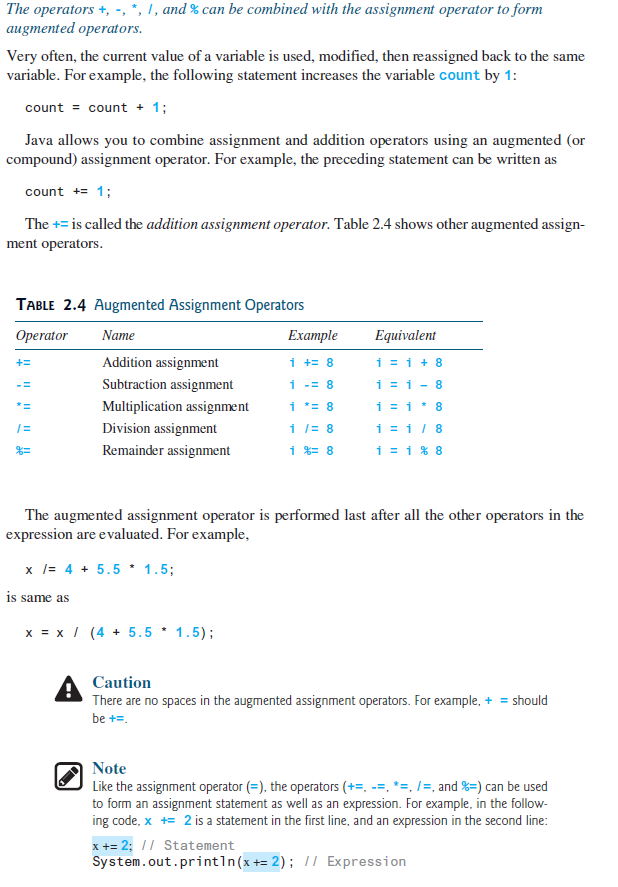 The operators +, -, *, /, and % can be combined with the assignment operator to form
augmented operators.
Very often, the current value of a variable is used, modified, then reassigned back to the same
variable. For example, the following statement increases the variable count by 1:
count = count + 1;
Java allows you to combine assignment and addition operators using an augmented (or
compound) assignment operator. For example, the preceding statement can be written as
count += 1;
The += is called the addition assignment operator. Table 2.4 shows other augmented assign-
ment operators.
TABLE 2.4 Augmented Assignment Operators
Operator Name Example Equivalent
+= Addition assignment i += 8 i = i + 8
-= Subtraction assignment i -= 8 i = i – 8
*= Multiplication assignment i *= 8 i = i * 8
/= Division assignment i /= 8 i = i / 8
%= Remainder assignment i %= 8 i = i % 8
The augmented assignment operator is performed last after all the other operators in the
expression are evaluated. For example,
x /= 4 + 5.5 * 1.5;
is same as
x = x / (4 + 5.5 * 1.5);
Caution
There are no spaces in the augmented assignment operators. For example, + = should
be +=.
Note
Like the assignment operator (=), the operators (+=, -=, *=, /=, and %=) can be used
to form an assignment statement as well as an expression. For example, in the follow-
ing code, x += 2 is a statement in the first line, and an expression in the second line:
x += 2; // Statement
System.out.println(x += 2); // Expression